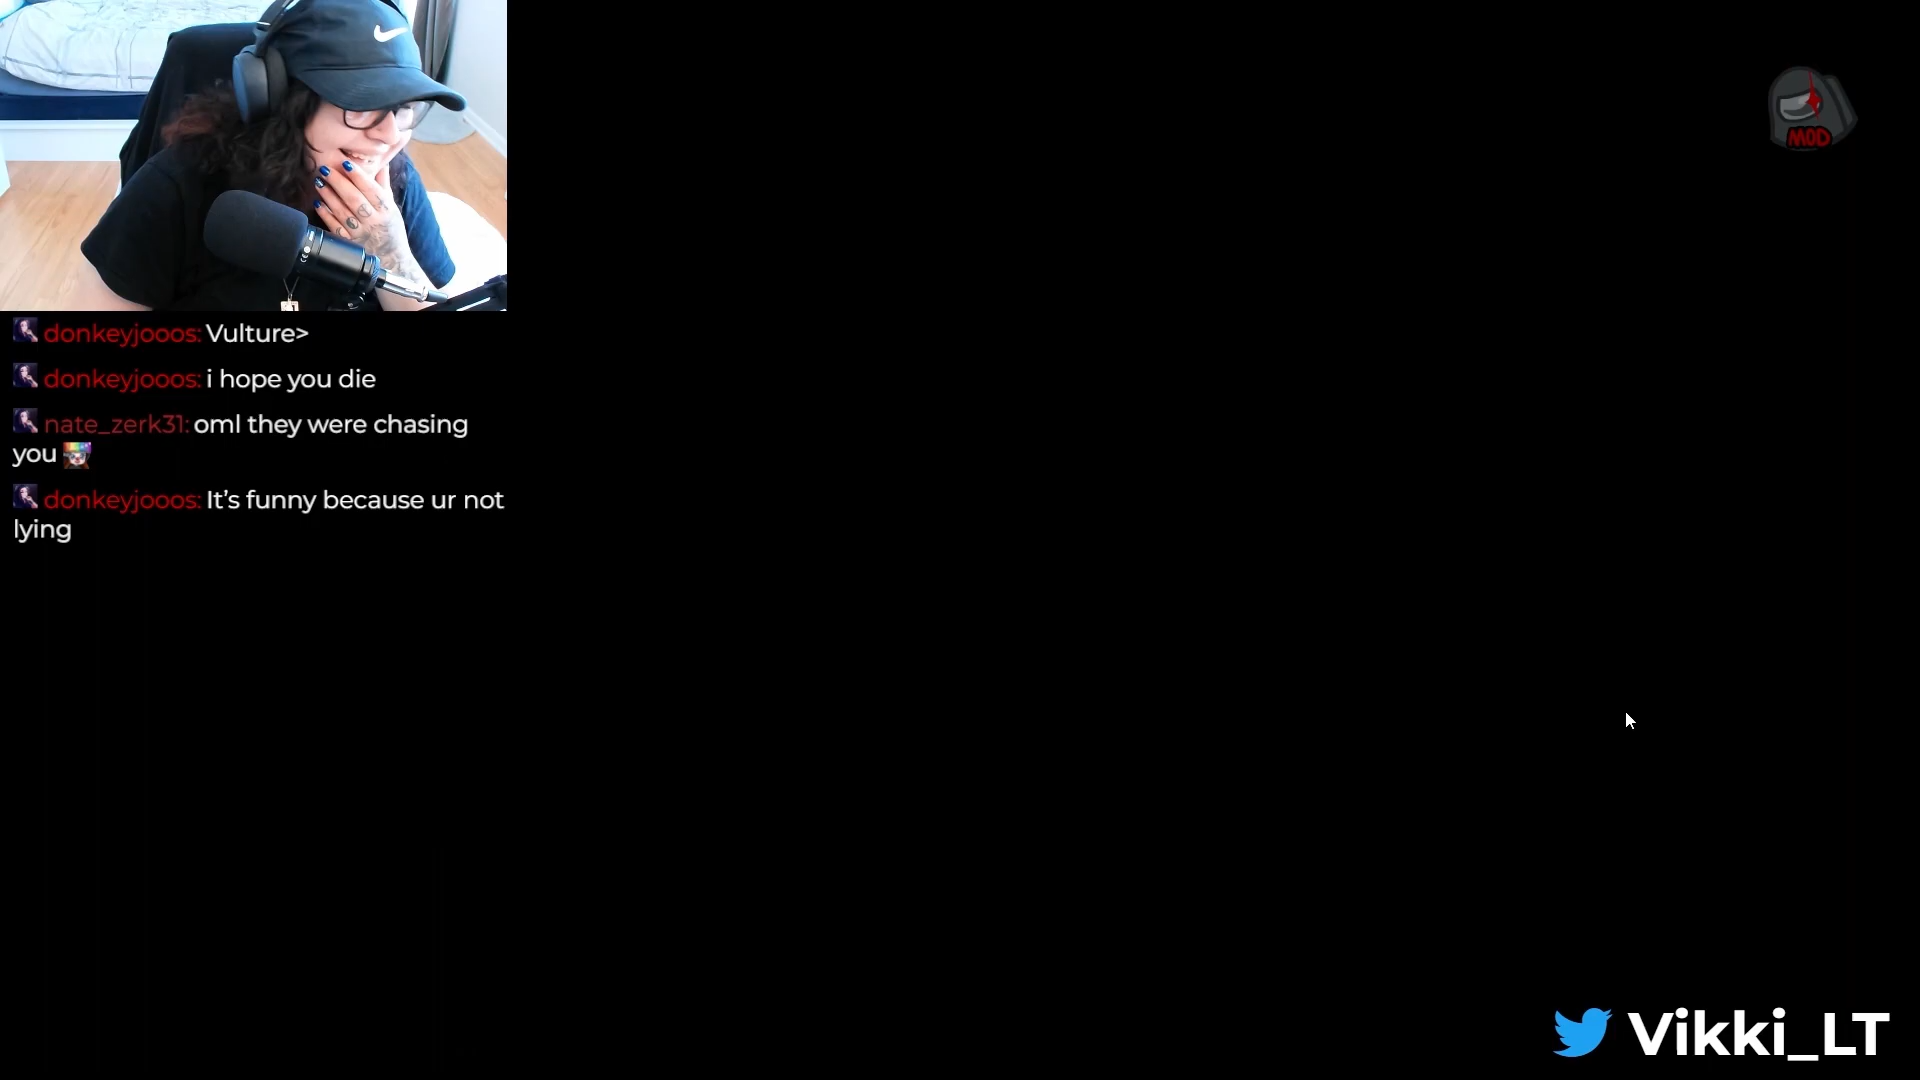 MOD
donkeyjooos: Vulture>
donkeyjooos: i hope you die
nate_zerk31: oml they were chasing
you
donkeyjooos: It's funny because ur not
lying
Vikki_LT